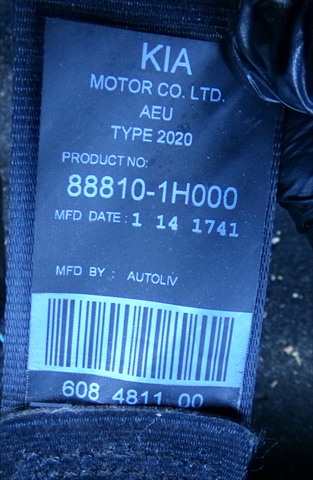 KIA
MOTOR CO. LTD.
AEU
TYPE 2020
PRODUCT NO:
88810-1H000
MFD DATE : 1 14 1741
MFD BY : AUTOLIV
608 4811 00